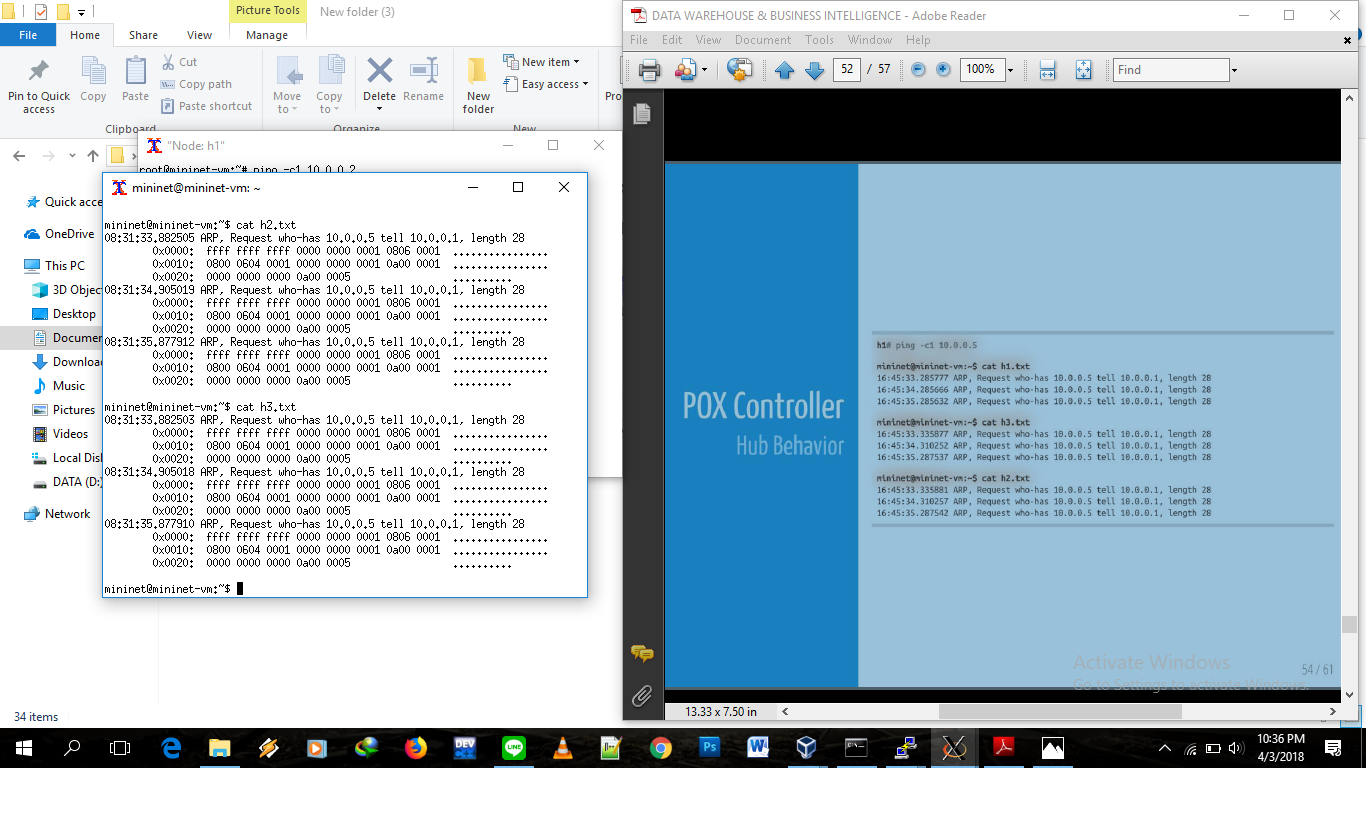 Picture Tools
New folder (3)
File
Home
Share
View
Manage
Pin to Quick access
Copy
Paste
Cut
Copy path
Paste shortcut
Clipboard
Move to
Copy to
Delete
Rename
Organize
New folder
New item
Easy access
New
Pro
"Node: h1"
root@mininet-vm:~# ping -c1 10.0.0.2
Quick acce
OneDrive
This PC
3D Objec
Desktop
Documen
Downloa
Music
Pictures
Videos
Local Disk
DATA (D:)
Network
34 items
mininet@mininet-vm: ~
mininet@mininet-vm:~$ cat h2.txt
08:31:33.882505 ARP, Request who-has 10.0.0.5 tell 10.0.0.1, length 28
0x0000: ffff ffff ffff 0000 0000 0001 0806 0001 ................
0x0010: 0800 0604 0001 0000 0000 0001 0a00 0001 ................
0x0020: 0000 0000 0000 0a00 0005 ..........
08:31:34.905019 ARP, Request who-has 10.0.0.5 tell 10.0.0.1, length 28
0x0000: ffff ffff ffff 0000 0000 0001 0806 0001 ................
0x0010: 0800 0604 0001 0000 0000 0001 0a00 0001 ................
0x0020: 0000 0000 0000 0a00 0005 ..........
08:31:35.877912 ARP, Request who-has 10.0.0.5 tell 10.0.0.1, length 28
0x0000: ffff ffff ffff 0000 0000 0001 0806 0001 ................
0x0010: 0800 0604 0001 0000 0000 0001 0a00 0001 ................
0x0020: 0000 0000 0000 0a00 0005 ..........
mininet@mininet-vm:~$ cat h3.txt
08:31:33.882503 ARP, Request who-has 10.0.0.5 tell 10.0.0.1, length 28
0x0000: ffff ffff ffff 0000 0000 0001 0806 0001 ................
0x0010: 0800 0604 0001 0000 0000 0001 0a00 0001 ................
0x0020: 0000 0000 0000 0a00 0005 ..........
08:31:34.905018 ARP, Request who-has 10.0.0.5 tell 10.0.0.1, length 28
0x0000: ffff ffff ffff 0000 0000 0001 0806 0001 ................
0x0010: 0800 0604 0001 0000 0000 0001 0a00 0001 ................
0x0020: 0000 0000 0000 0a00 0005 ..........
08:31:35.877910 ARP, Request who-has 10.0.0.5 tell 10.0.0.1, length 28
0x0000: ffff ffff ffff 0000 0000 0001 0806 0001 ................
0x0010: 0800 0604 0001 0000 0000 0001 0a00 0001 ................
0x0020: 0000 0000 0000 0a00 0005 ..........
mininet@mininet-vm:~$
DATA WAREHOUSE & BUSINESS INTELLIGENCE - Adobe Reader
File Edit View Document Tools Window Help
52 / 57 100% Find
POX Controller
Hub Behavior
h1# ping -c1 10.0.0.5
mininet@mininet-vm:~$ cat h1.txt
16:45:33.285777 ARP, Request who-has 10.0.0.5 tell 10.0.0.1, length 28
16:45:34.285666 ARP, Request who-has 10.0.0.5 tell 10.0.0.1, length 28
16:45:35.285632 ARP, Request who-has 10.0.0.5 tell 10.0.0.1, length 28
mininet@mininet-vm:~$ cat h3.txt
16:45:33.335877 ARP, Request who-has 10.0.0.5 tell 10.0.0.1, length 28
16:45:34.310252 ARP, Request who-has 10.0.0.5 tell 10.0.0.1, length 28
16:45:35.287537 ARP, Request who-has 10.0.0.5 tell 10.0.0.1, length 28
mininet@mininet-vm:~$ cat h2.txt
16:45:33.335881 ARP, Request who-has 10.0.0.5 tell 10.0.0.1, length 28
16:45:34.310257 ARP, Request who-has 10.0.0.5 tell 10.0.0.1, length 28
16:45:35.287542 ARP, Request who-has 10.0.0.5 tell 10.0.0.1, length 28
Activate Windows
Go to Settings to activate Windows.
54 / 61
13.33 x 7.50 in
DEV
LINE
Ps
W
10:36 PM
4/3/2018